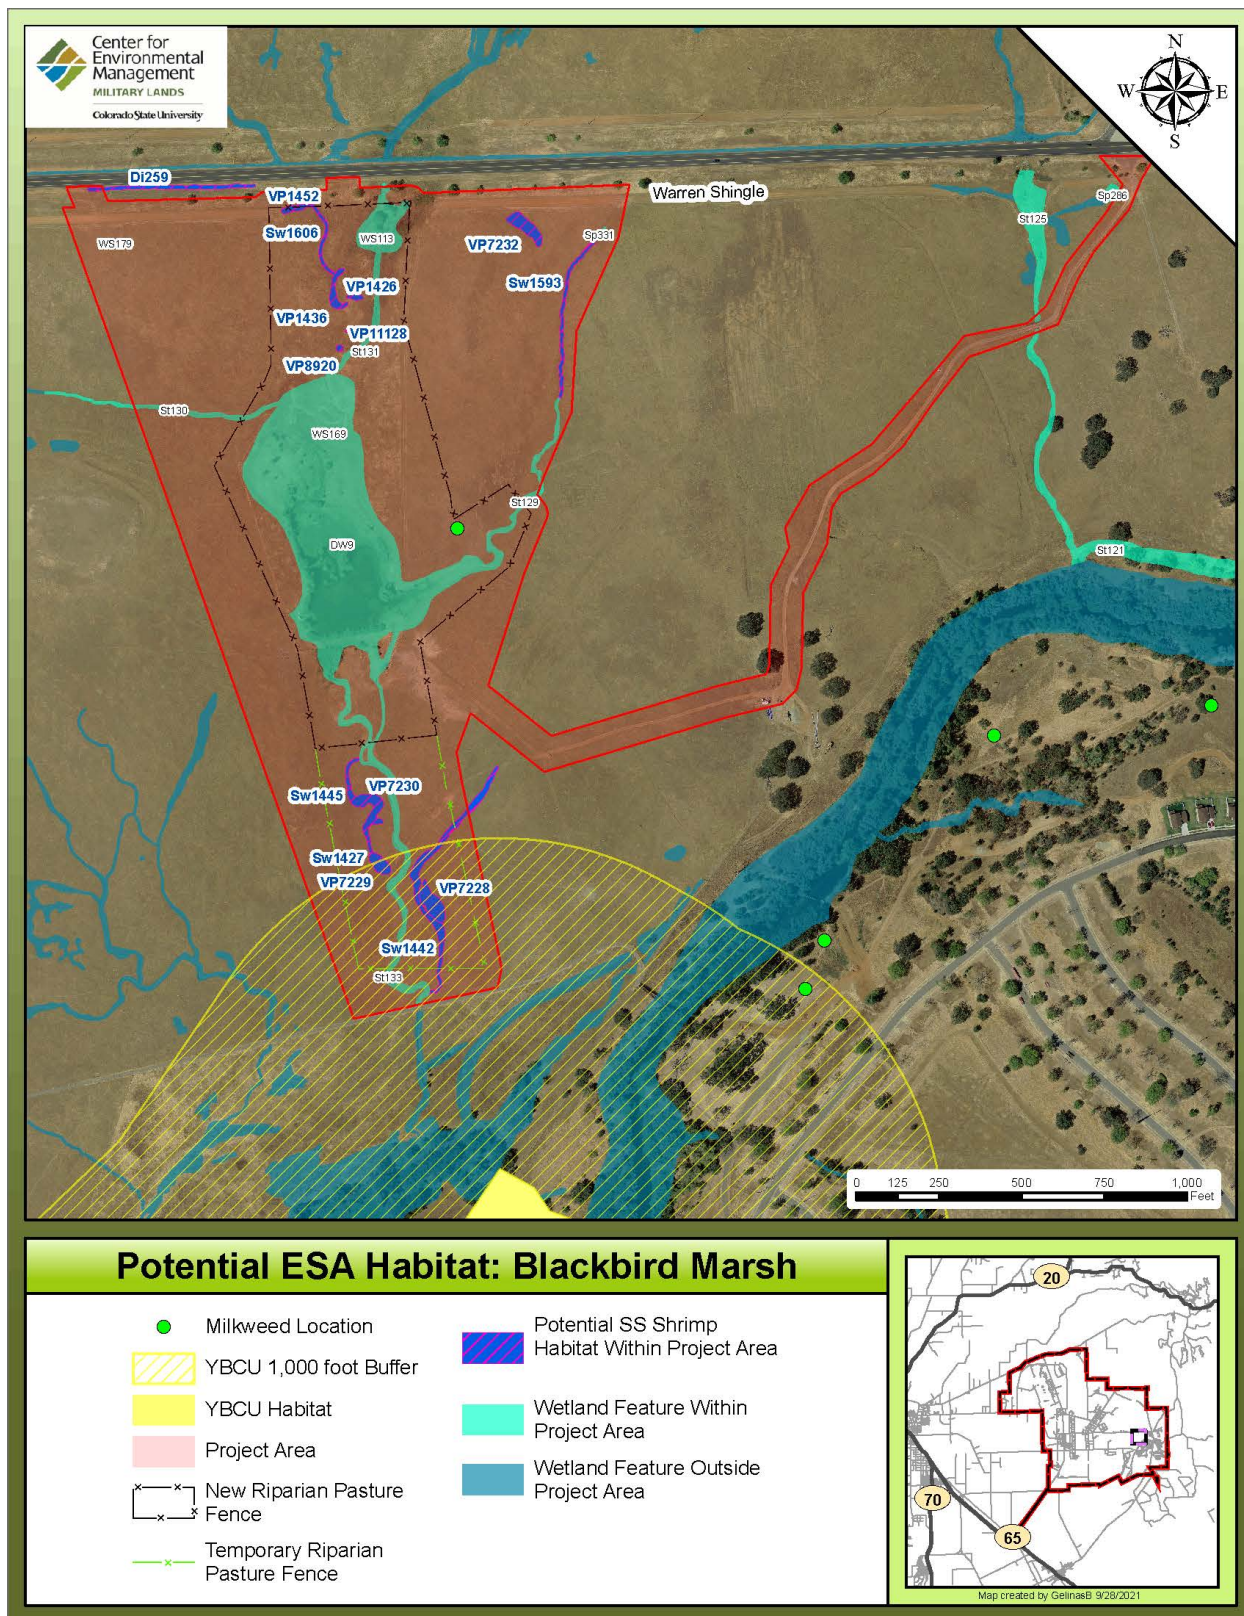 Center for
Environmental
Management
MILITARY LANDS
Colorado State University
N
W E
S
Di259
VP1452
Warren Shingle
St125
Sp286
WS179
Sw1606
WS113
VP7232
Sp331
VP1426
Sw1593
VP1436
VP11128
St131
VP8920
St130
WS169
St129
DW9
St121
Sw1445
VP7230
Sw1427
VP7229
VP7228
Sw1442
St133
0 125 250 500 750 1,000
Feet
Potential ESA Habitat: Blackbird Marsh
Milkweed Location
YBCU 1,000 foot Buffer
YBCU Habitat
Project Area
New Riparian Pasture
Fence
Temporary Riparian
Pasture Fence
Potential SS Shrimp
Habitat Within Project Area
Wetland Feature Within
Project Area
Wetland Feature Outside
Project Area
20
70
65
Map created by GelinasB 9/28/2021